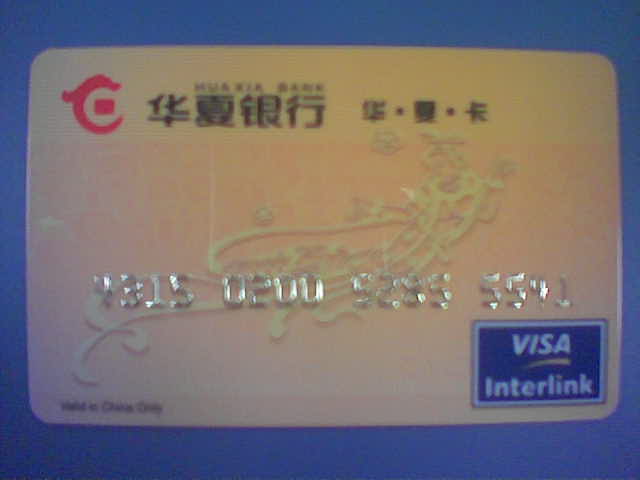 HUA XIA BANK
华夏银行 华·夏·卡
VISA
Interlink
Valid in China Only